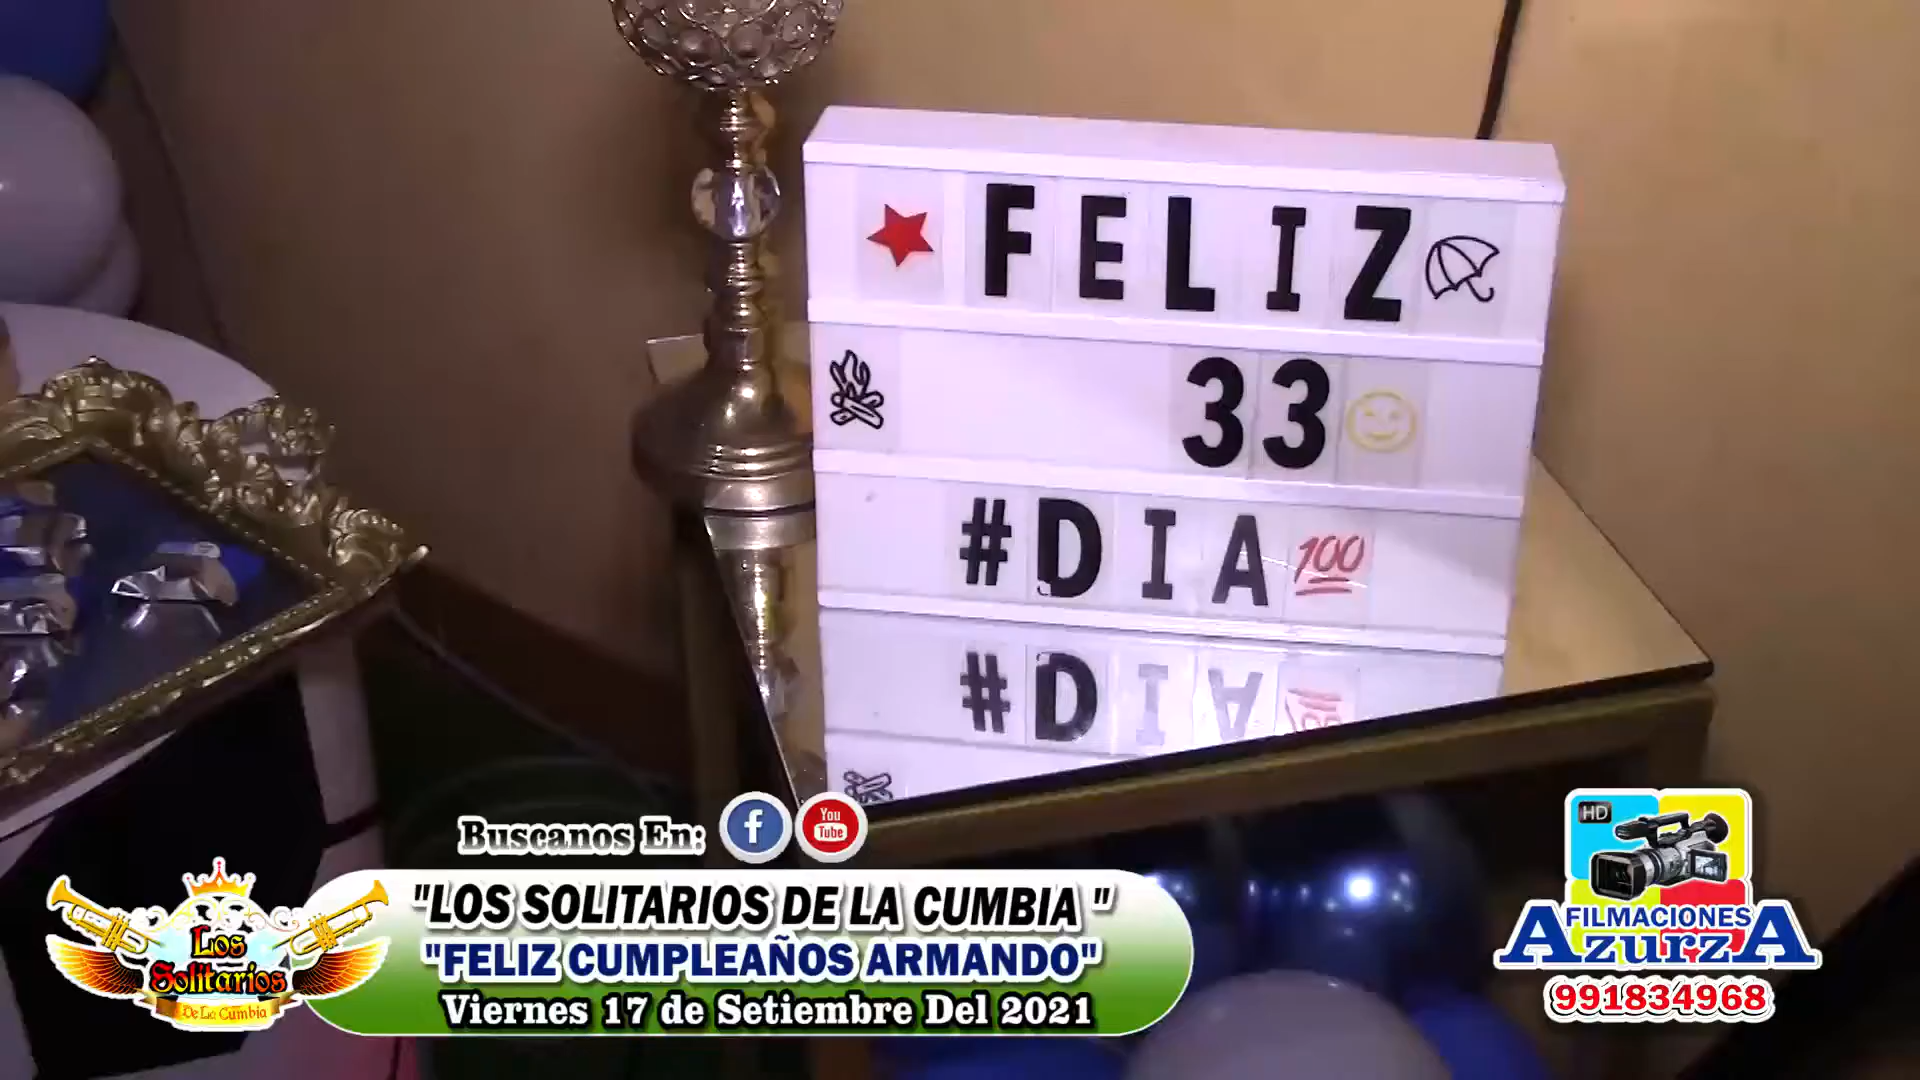 FELIZ
33
#DIA 100
#DIA
Buscanos En: f You Tube
"LOS SOLITARIOS DE LA CUMBIA "
"FELIZ CUMPLEAÑOS ARMANDO"
Viernes 17 de Setiembre Del 2021
Los
Solitarios
De La Cumbia
HD
FILMACIONES
AzurzA
991834968